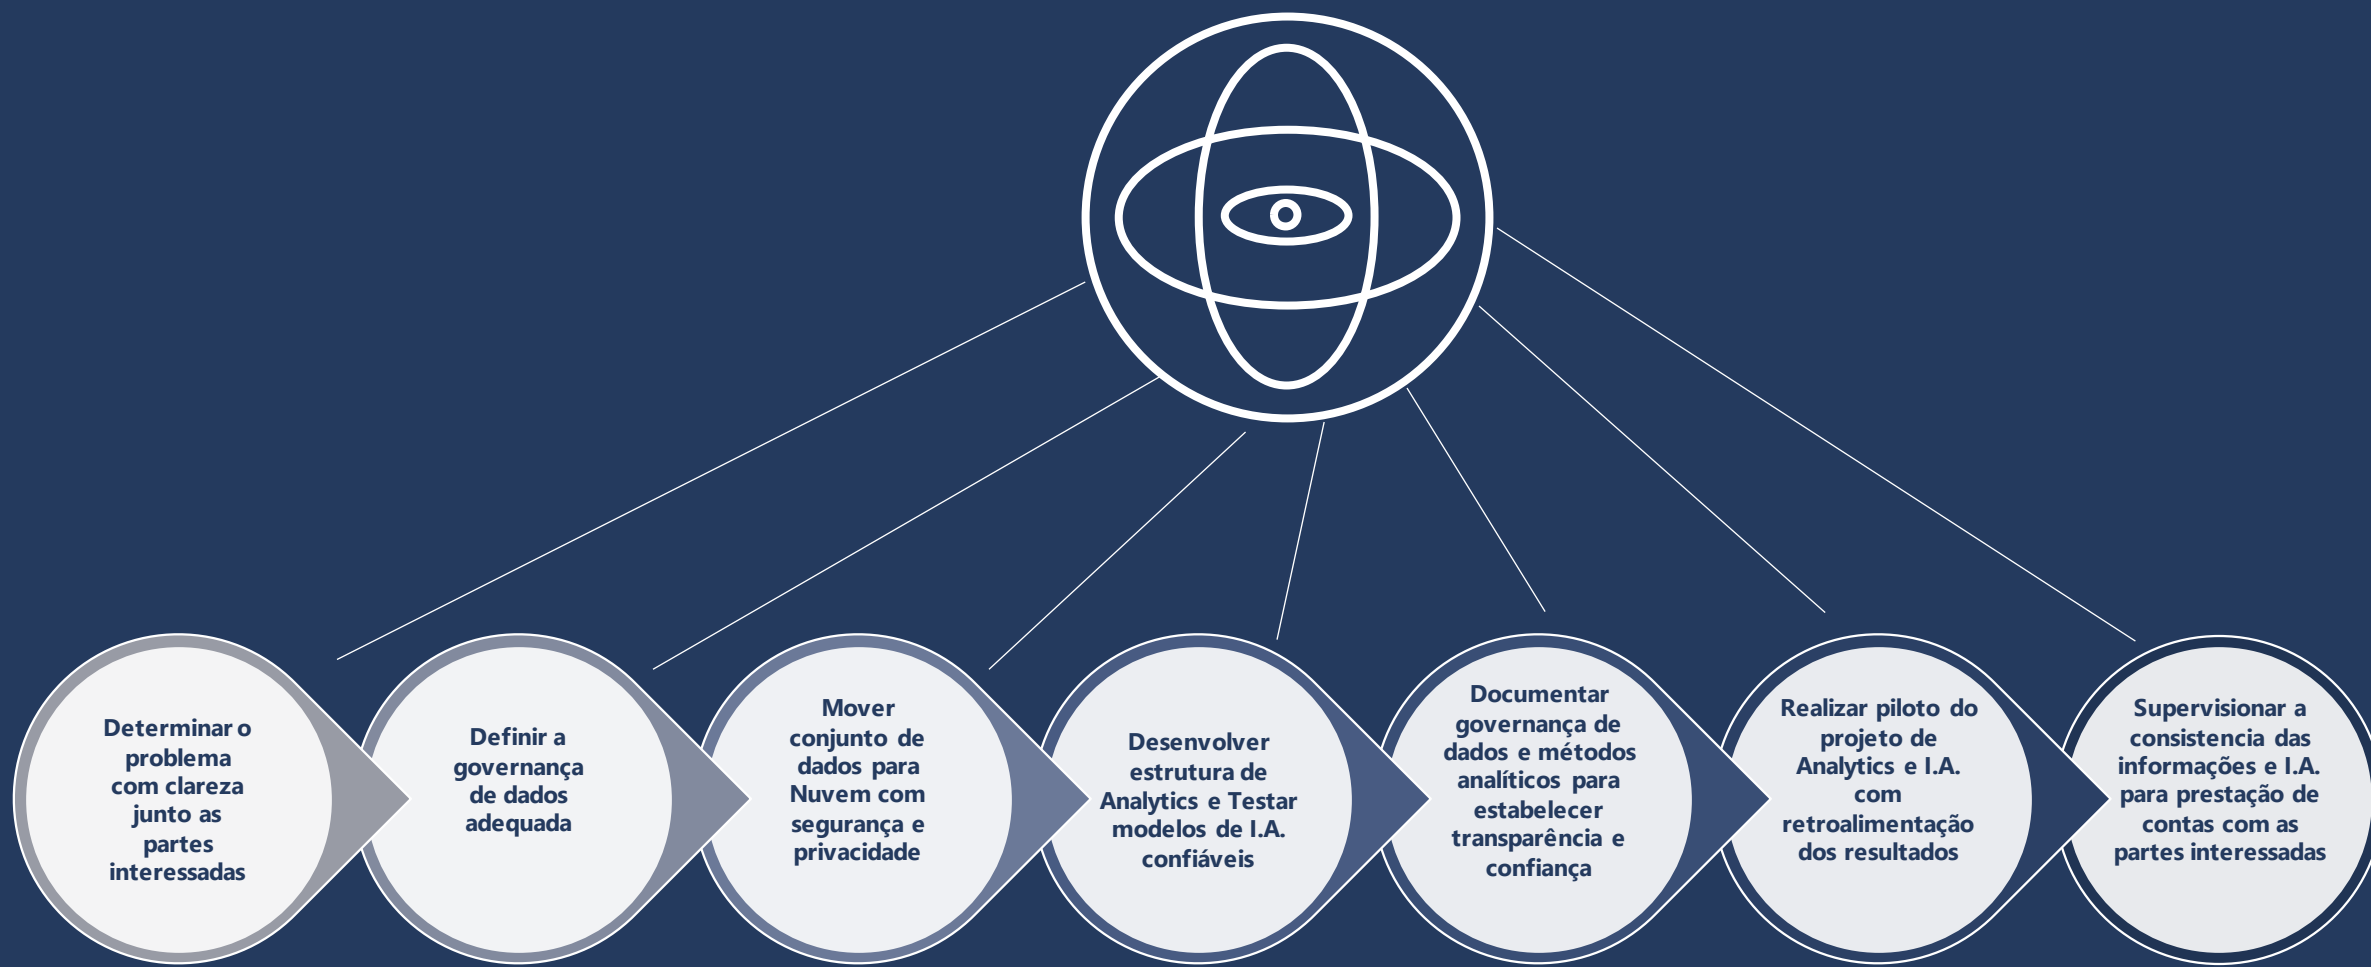 Determinar o
problema
com clareza
junto as
partes
interessadas
Definir a
governança
de dados
adequada
Mover
conjunto de
dados para
Nuvem com
segurança e
privacidade
Desenvolver
estrutura de
Analytics e Testar
modelos de I.A.
confiáveis
Documentar
governança de
dados e métodos
analíticos para
estabelecer
transparência e
confiança
Realizar piloto do
projeto de
Analytics e I.A.
com
retroalimentação
dos resultados
Supervisionar a
consistencia das
informações e I.A.
para prestação de
contas com as
partes interessadas